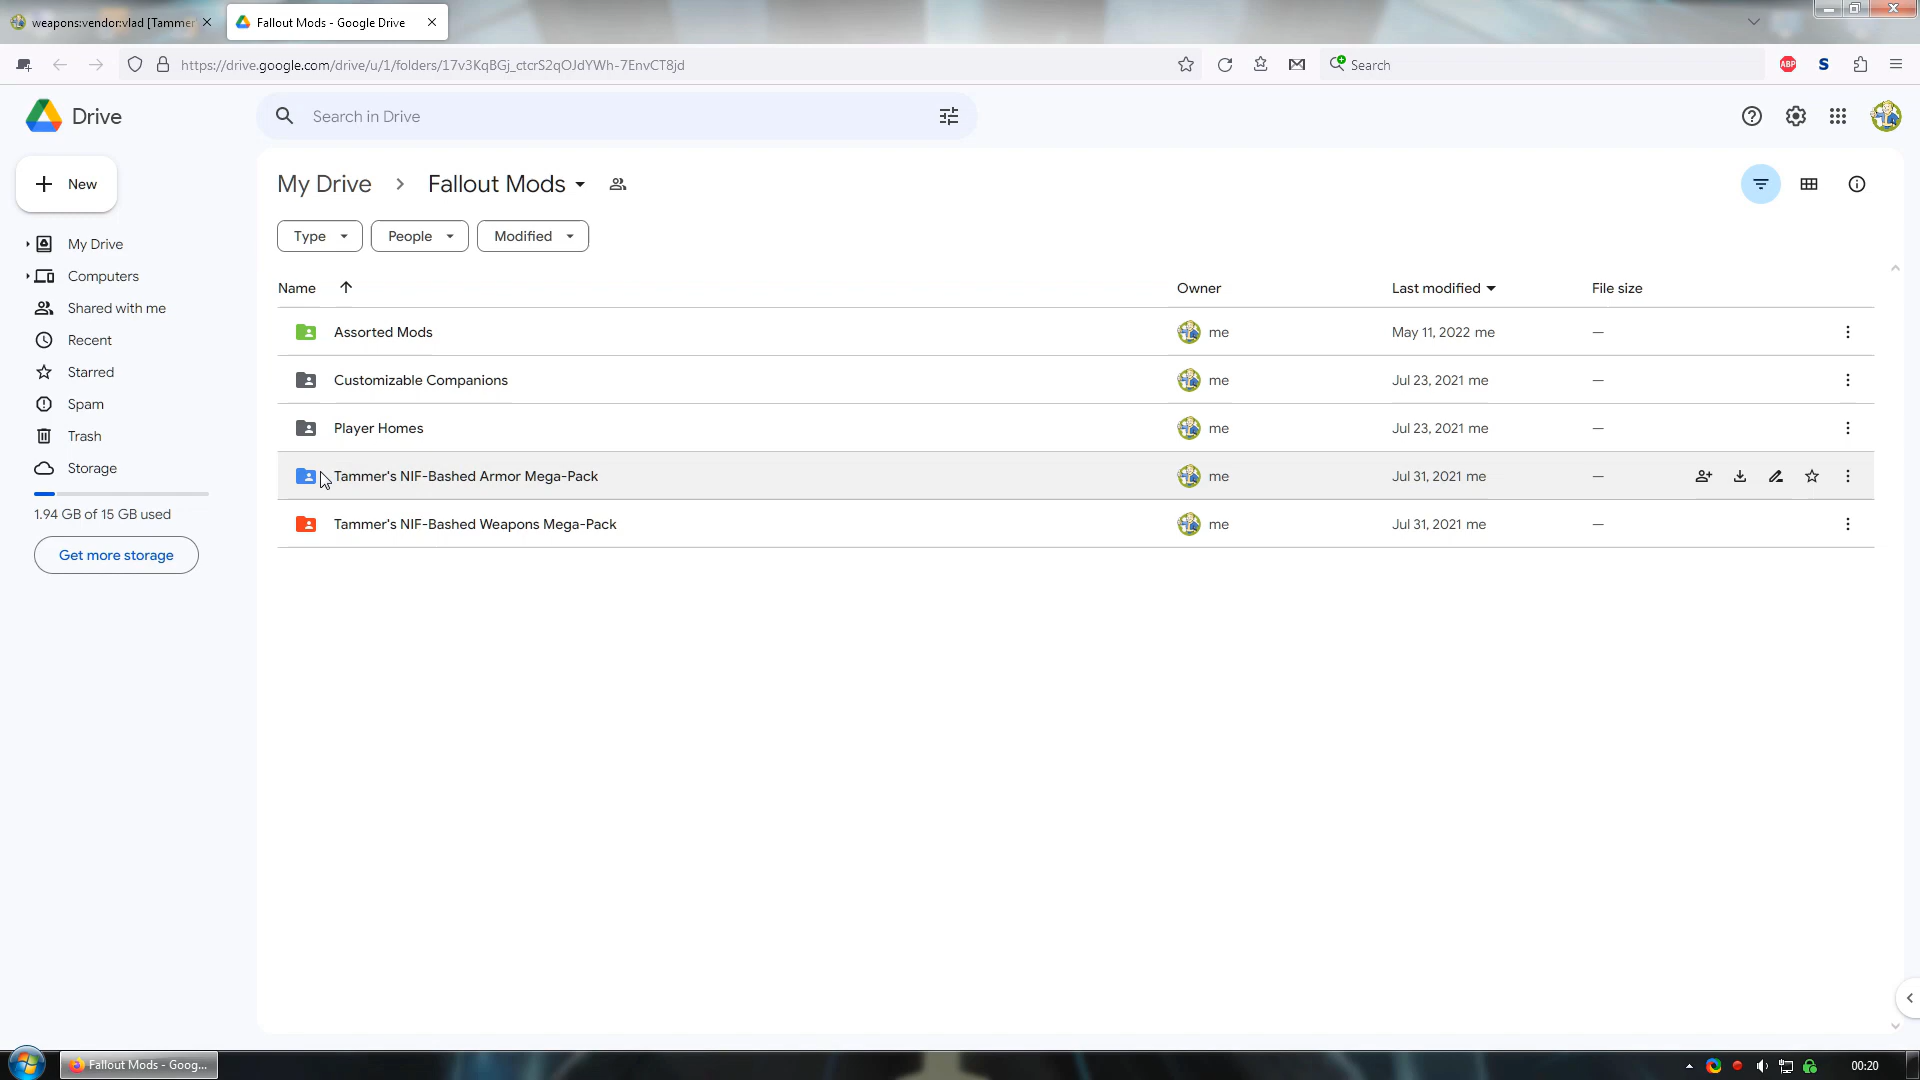 weapons:vendor:vlad [Tammer
Fallout Mods - Google Drive
https://drive.google.com/drive/u/1/folders/17v3KqBGj_ctcrS2qOJdYWh-7EnvCT8jd
Search
ABP
S
Drive
Search in Drive
New
My Drive > Fallout Mods
Type
People
Modified
My Drive
Computers
Shared with me
Recent
Starred
Spam
Trash
Storage
1.94 GB of 15 GB used
Get more storage
Name
Owner
Last modified
File size
Assorted Mods
me
May 11, 2022 me
—
Customizable Companions
me
Jul 23, 2021 me
—
Player Homes
me
Jul 23, 2021 me
—
Tammer's NIF-Bashed Armor Mega-Pack
me
Jul 31, 2021 me
—
Tammer's NIF-Bashed Weapons Mega-Pack
me
Jul 31, 2021 me
—
Fallout Mods - Goog...
00:20